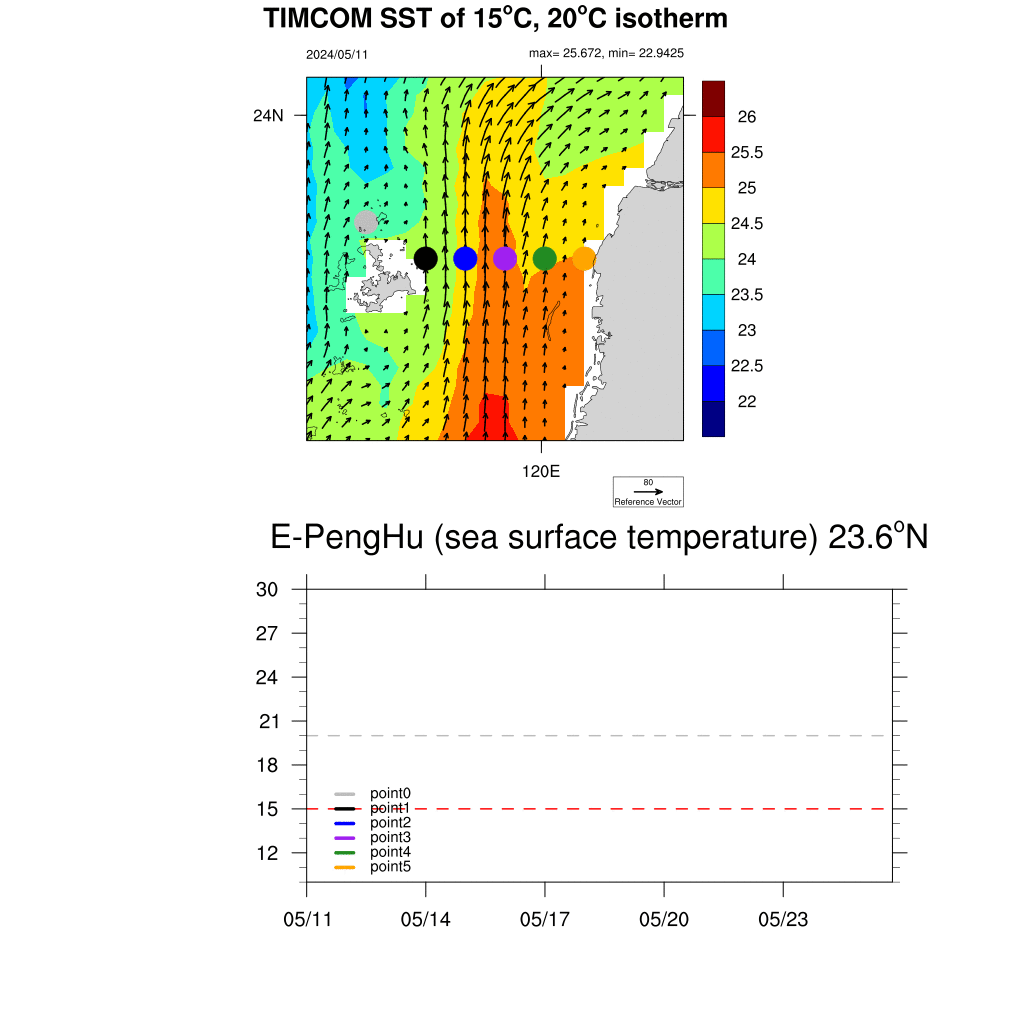 TIMCOM SST of 15°C, 20°C isotherm
2024/05/11
max= 25.672, min= 22.9425
24N
120E
26
25.5
25
24.5
24
23.5
23
22.5
22
80
Reference Vector
E-PengHu (sea surface temperature) 23.6°N
30
27
24
21
18
15
12
point0
point1
point2
point3
point4
point5
05/11
05/14
05/17
05/20
05/23